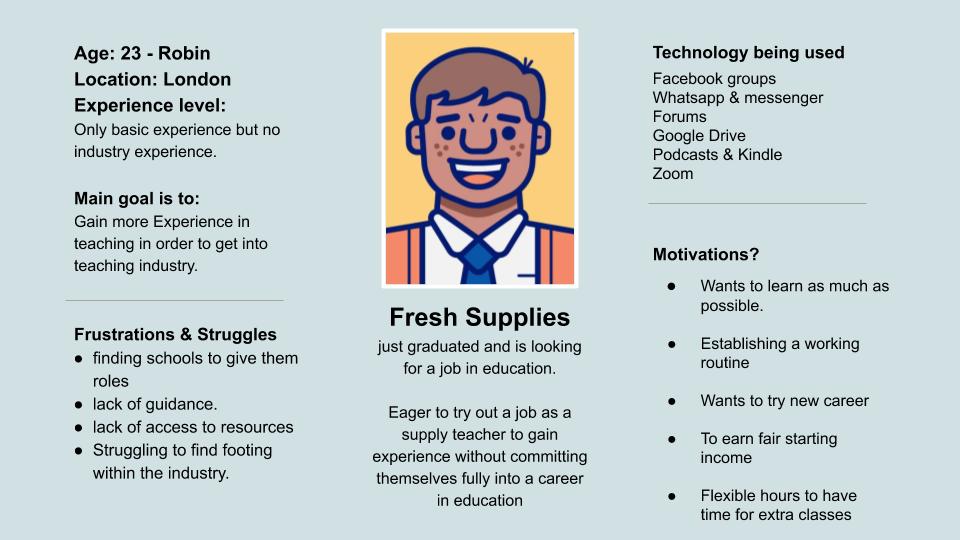 Age: 23 - Robin
Location: London
Experience level:
Only basic experience but no
industry experience.
Main goal is to:
Gain more Experience in
teaching in order to get into
teaching industry.
Frustrations & Struggles
● finding schools to give them
roles
● lack of guidance.
● lack of access to resources
● Struggling to find footing
within the industry.
Fresh Supplies
just graduated and is looking
for a job in education.
Eager to try out a job as a
supply teacher to gain
experience without committing
themselves fully into a career
in education
Technology being used
Facebook groups
Whatsapp & messenger
Forums
Google Drive
Podcasts & Kindle
Zoom
Motivations?
● Wants to learn as much as
possible.
● Establishing a working
routine
● Wants to try new career
● To earn fair starting
income
● Flexible hours to have
time for extra classes